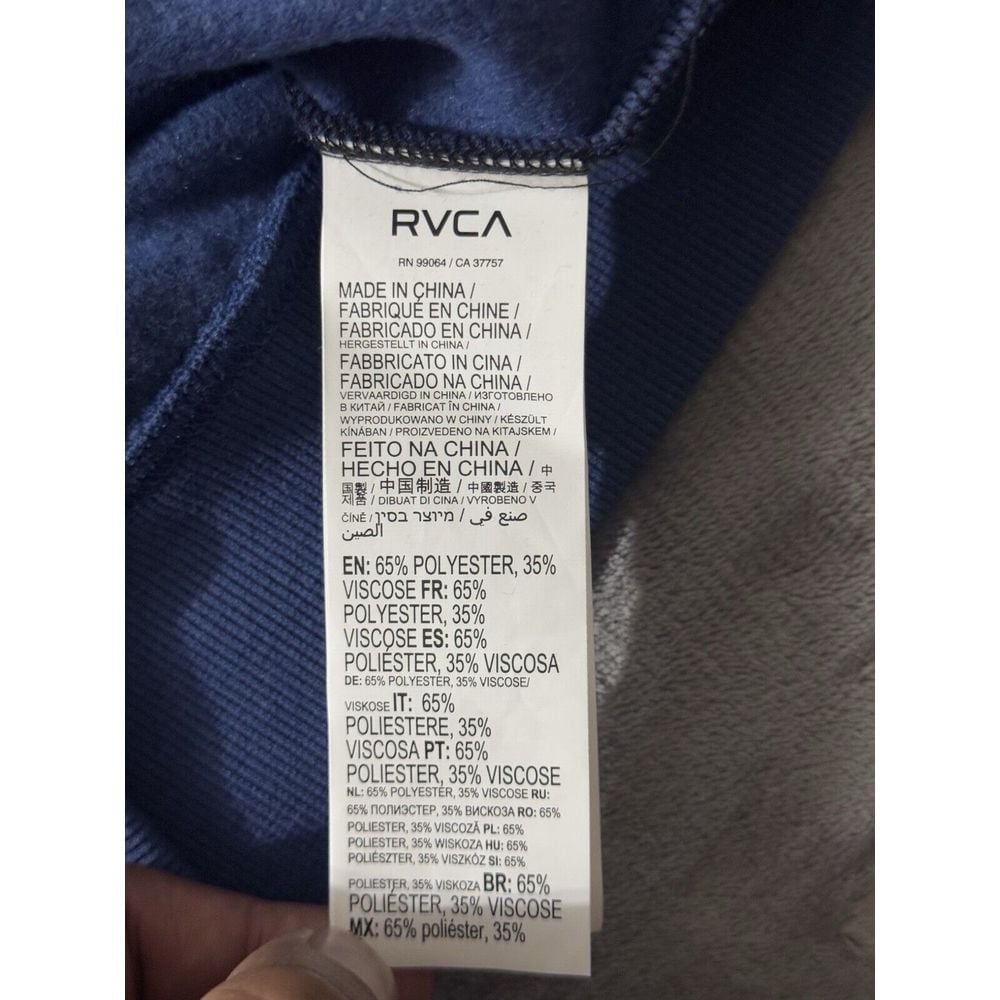 RVCA
RN 99064 / CA 37757
MADE IN CHINA /
FABRIQUÉ EN CHINE /
FABRICADO EN CHINA /
HERGESTELLT IN CHINA /
FABBRICATO IN CINA /
FABRICADO NA CHINA /
VERVAARDIGD IN CHINA / ИЗГОТОВЛЕНО
В КИТАЙ / FABRICAT ÎN CHINA /
WYPRODUKOWANO W CHINY / KÉSZÜLT
KÍNÁBAN / PROIZVEDENO NA KITAJSKEM /
FEITO NA CHINA /
HECHO EN CHINA / 中
国製 / 中国制造 / 中國製造 / 중국
제품 / DIBUAT DI CINA / VYROBENO V
ČÍNĚ / מיוצר בסין / صنع في
الصين
EN: 65% POLYESTER, 35%
VISCOSE FR: 65%
POLYESTER, 35%
VISCOSE ES: 65%
POLIÉSTER, 35% VISCOSA
DE: 65% POLYESTER, 35% VISCOSE/
VISKOSE IT: 65%
POLIESTERE, 35%
VISCOSA PT: 65%
POLIESTER, 35% VISCOSE
NL: 65% POLYESTER, 35% VISCOSE RU:
65% ПОЛИЭСТЕР, 35% ВИСКОЗА RO: 65%
POLIESTER, 35% VISCOZĂ PL: 65%
POLIESTER, 35% WISKOZA HU: 65%
POLIÉSZTER, 35% VISZKÓZ SI: 65%
POLIESTER, 35% VISKOZA BR: 65%
POLIÉSTER, 35% VISCOSE
MX: 65% poliéster, 35%